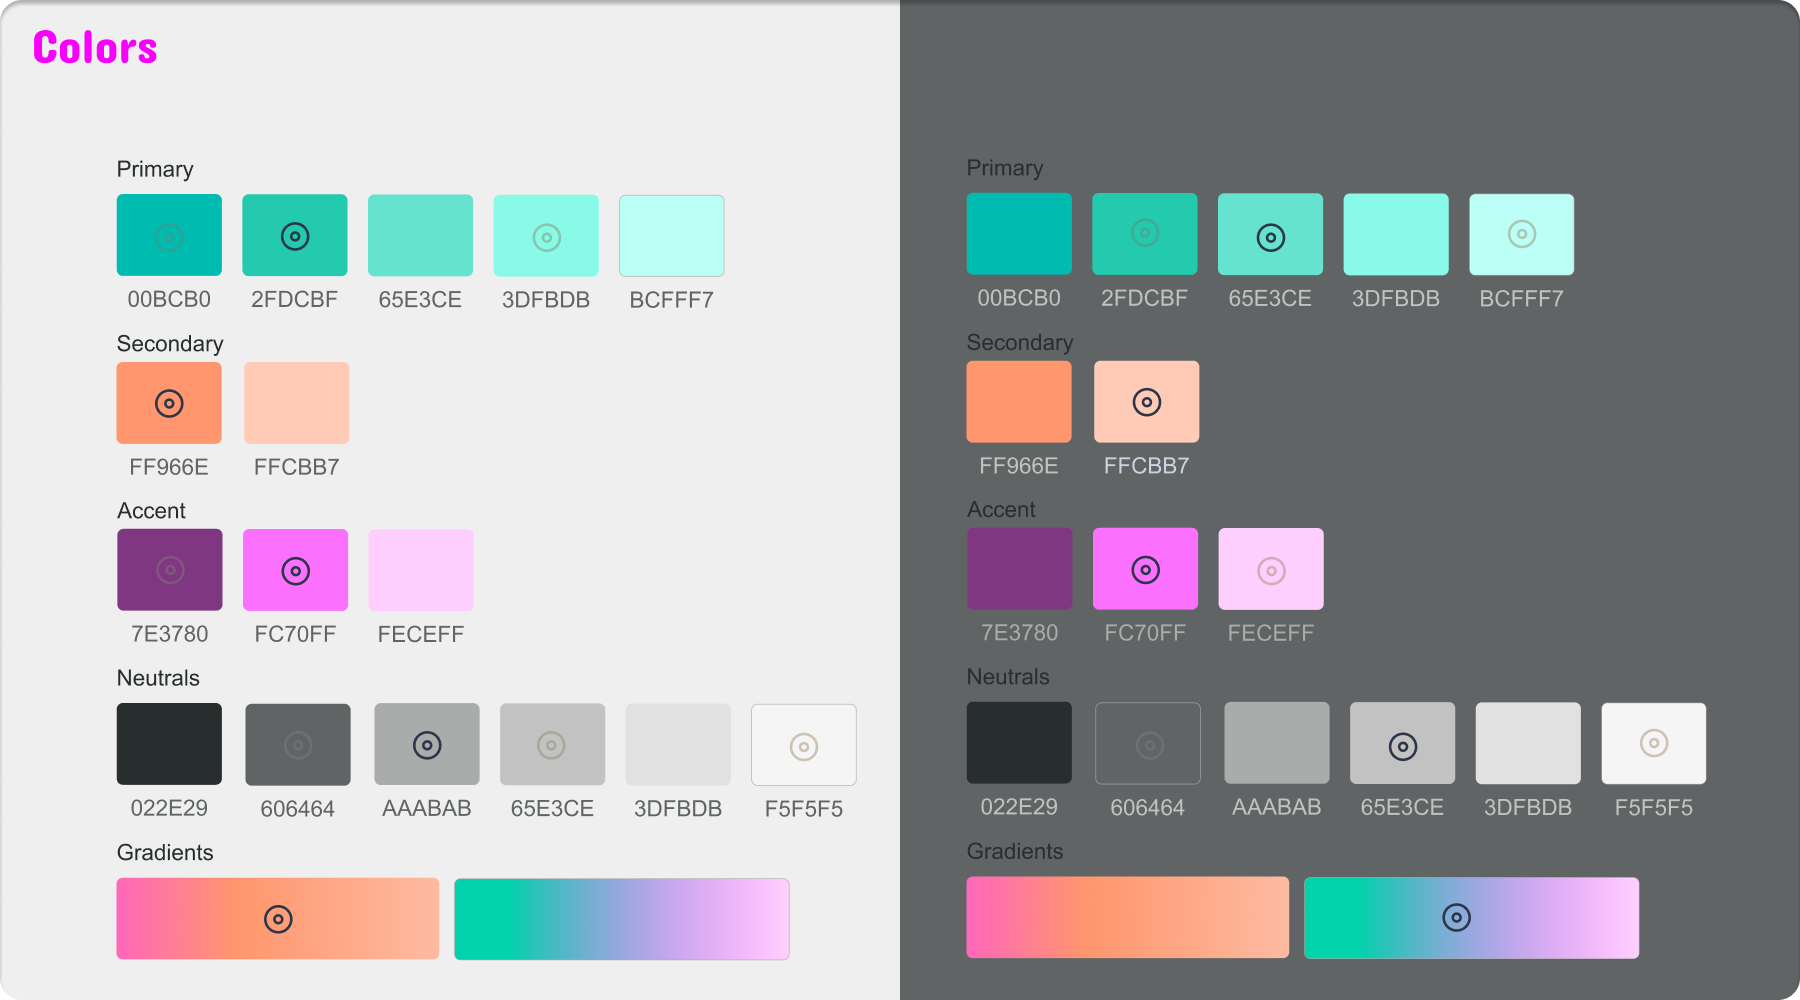 Colors
Primary
00BCB0 2FDCBF 65E3CE 3DFBDB BCFFF7
Secondary
FF966E FFCBB7
Accent
7E3780 FC70FF FECEFF
Neutrals
022E29 606464 AAABAB 65E3CE 3DFBDB F5F5F5
Gradients
Primary
00BCB0 2FDCBF 65E3CE 3DFBDB BCFFF7
Secondary
FF966E FFCBB7
Accent
7E3780 FC70FF FECEFF
Neutrals
022E29 606464 AAABAB 65E3CE 3DFBDB F5F5F5
Gradients